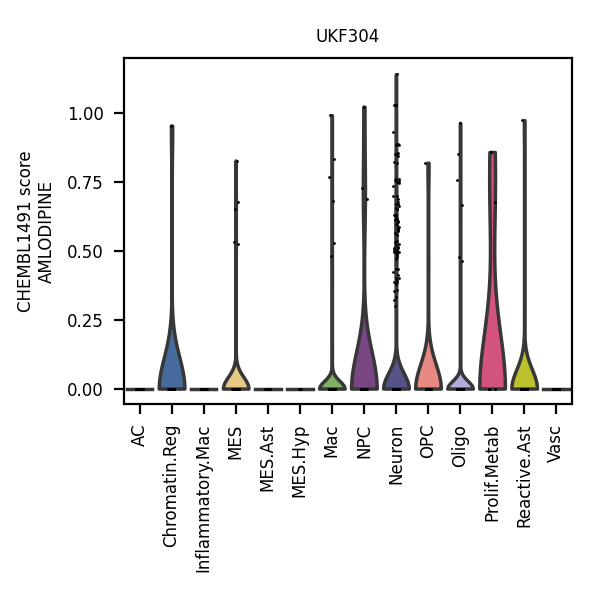 UKF304
CHEMBL1491 score
AMLODIPINE
1.00
0.75
0.50
0.25
0.00
AC
Chromatin.Reg
Inflammatory.Mac
MES
MES.Ast
MES.Hyp
Mac
NPC
Neuron
OPC
Oligo
Prolif.Metab
Reactive.Ast
Vasc